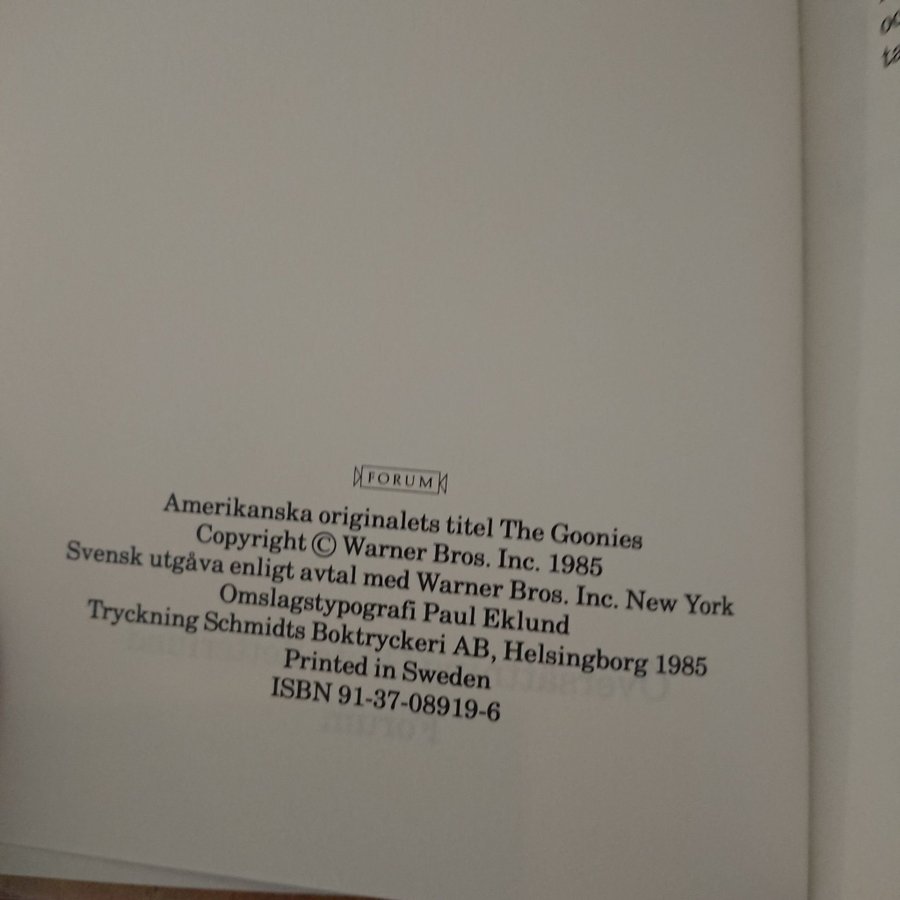 FORUM
Amerikanska originalets titel The Goonies
Copyright © Warner Bros. Inc. 1985
Svensk utgåva enligt avtal med Warner Bros. Inc. New York
Omslagstypografi Paul Eklund
Tryckning Schmidts Boktryckeri AB, Helsingborg 1985
Printed in Sweden
ISBN 91-37-08919-6